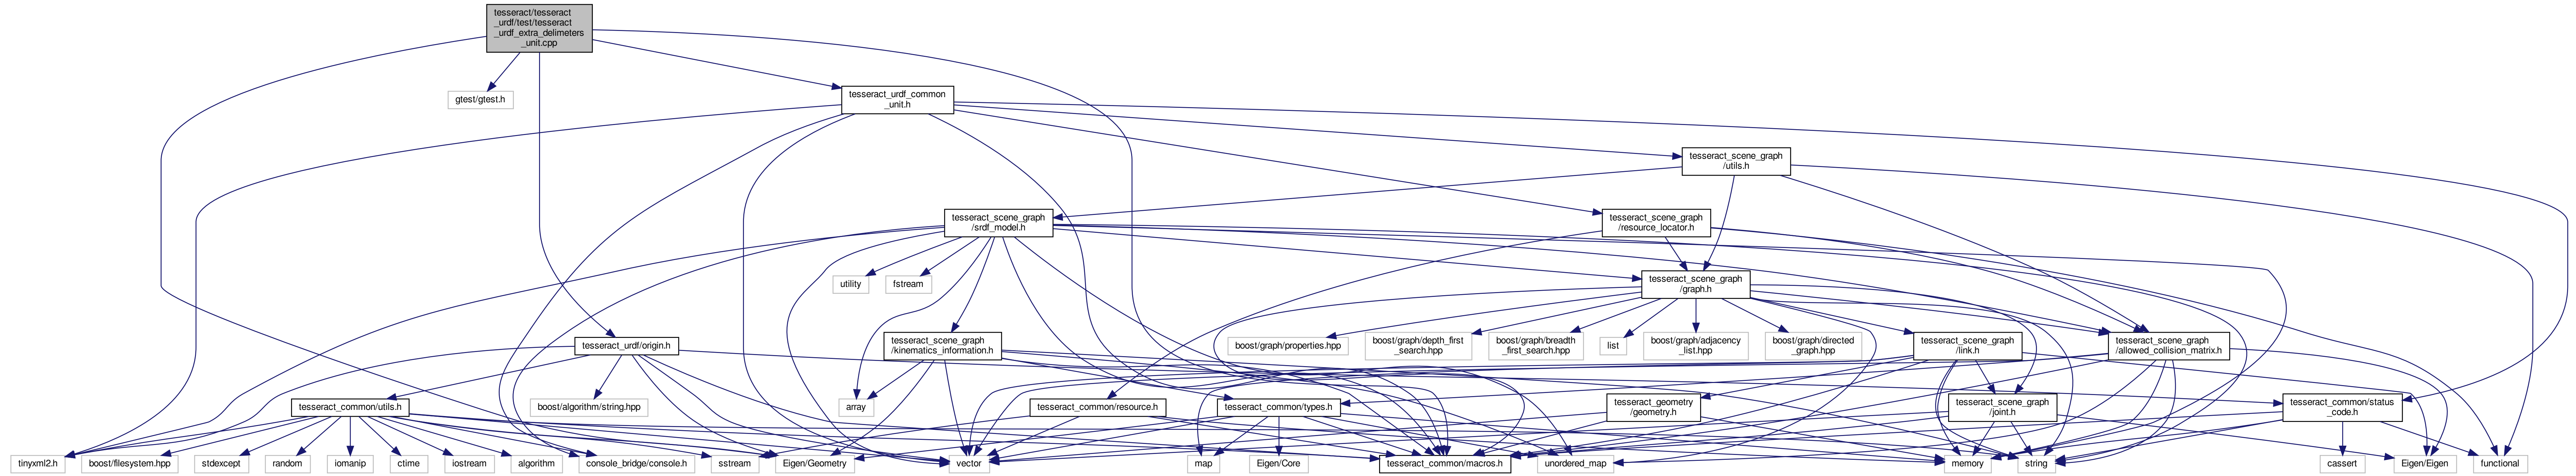 tesseract/tesseract
_urdf/test/tesseract
_urdf_extra_delimeters
_unit.cpp
gtest/gtest.h
tesseract_urdf_common
_unit.h
tesseract_scene_graph
/utils.h
tesseract_scene_graph
/srdf_model.h
tesseract_scene_graph
/resource_locator.h
utility
fstream
tesseract_scene_graph
/graph.h
tesseract_urdf/origin.h
tesseract_scene_graph
/kinematics_information.h
boost/graph/properties.hpp
boost/graph/depth_first
_search.hpp
boost/graph/breadth
_first_search.hpp
list
boost/graph/adjacency
_list.hpp
boost/graph/directed
_graph.hpp
tesseract_scene_graph
/link.h
tesseract_scene_graph
/allowed_collision_matrix.h
tesseract_common/utils.h
boost/algorithm/string.hpp
array
tesseract_common/resource.h
tesseract_common/types.h
tesseract_geometry
/geometry.h
tesseract_scene_graph
/joint.h
tesseract_common/status
_code.h
tinyxml2.h
boost/filesystem.hpp
stdexcept
random
iomanip
ctime
iostream
algorithm
console_bridge/console.h
sstream
Eigen/Geometry
vector
map
Eigen/Core
tesseract_common/macros.h
unordered_map
memory
string
cassert
Eigen/Eigen
functional